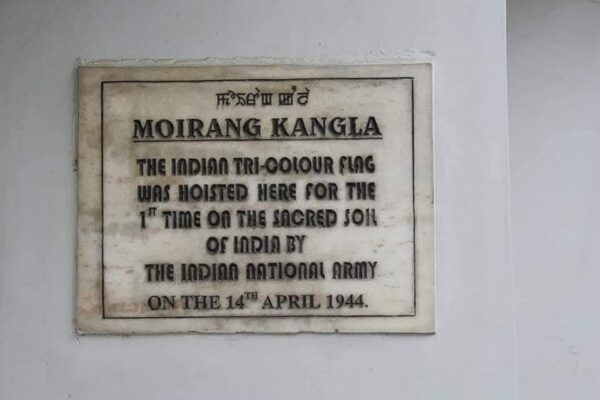 MOIRANG KANGLA
THE INDIAN TRI-COLOUR FLAG
WAS HOISTED HERE FOR THE
1ST TIME ON THE SACRED SOIL
OF INDIA BY
THE INDIAN NATIONAL ARMY
ON THE 14TH APRIL 1944.